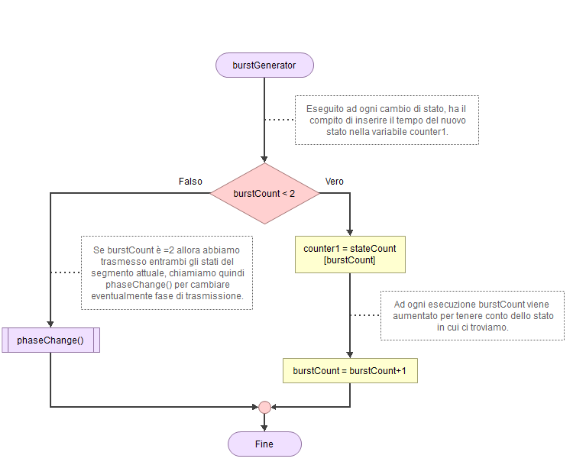 burstGenerator
Eseguito ad ogni cambio di stato, ha il
compito di inserire il tempo del nuovo
stato nella variabile counter1.
Falso
Vero
burstCount < 2
Se burstCount è =2 allora abbiamo
trasmesso entrambi gli stati del
segmento attuale, chiamiamo quindi
phaseChange() per cambiare
eventualmente fase di trasmissione.
counter1 = stateCount
[burstCount]
Ad ogni esecuzione burstCount viene
aumentato per tenere conto dello stato
in cui ci troviamo.
phaseChange()
burstCount = burstCount+1
Fine